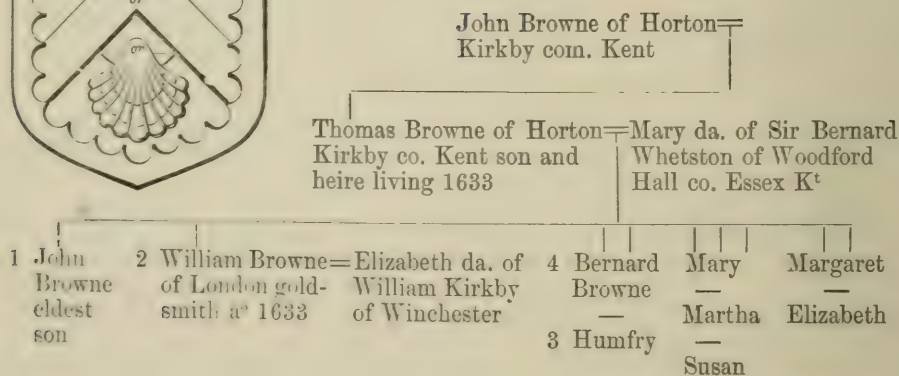 or
John Browne of Horton=
Kirkby com. Kent
Thomas Browne of Horton=Mary da. of Sir Bernard
Kirkby co. Kent son and Whetston of Woodford
heire living 1633 Hall co. Essex Kᵗ
1 John 2 William Browne=Elizabeth da. of 4 Bernard Mary Margaret
Browne of London gold- William Kirkby Browne — —
eldest smith aº 1633 of Winchester — Martha Elizabeth
son 3 Humfry —
Susan